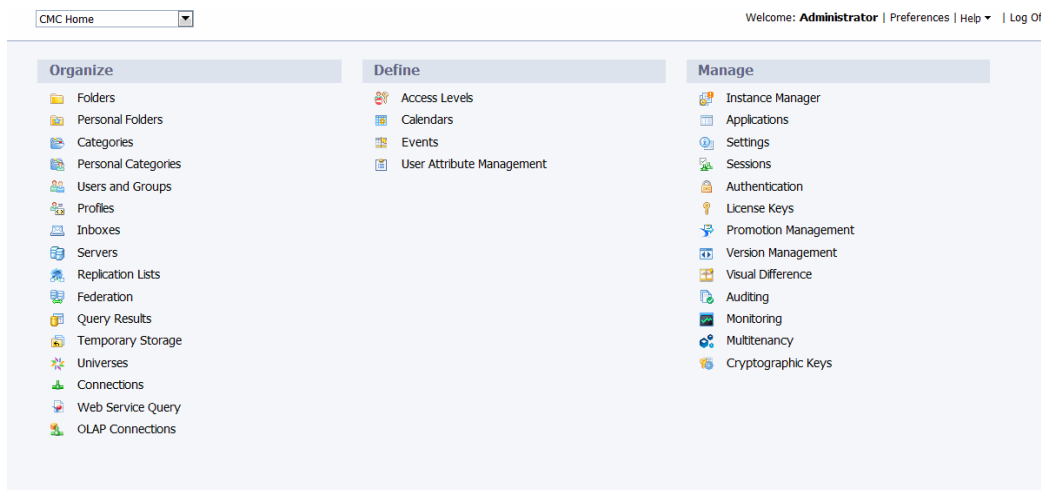 CMC Home
Welcome: Administrator | Preferences | Help | Log Of
Organize
Folders
Personal Folders
Categories
Personal Categories
Users and Groups
Profiles
Inboxes
Servers
Replication Lists
Federation
Query Results
Temporary Storage
Universes
Connections
Web Service Query
OLAP Connections
Define
Access Levels
Calendars
Events
User Attribute Management
Manage
Instance Manager
Applications
Settings
Sessions
Authentication
License Keys
Promotion Management
Version Management
Visual Difference
Auditing
Monitoring
Multitenancy
Cryptographic Keys